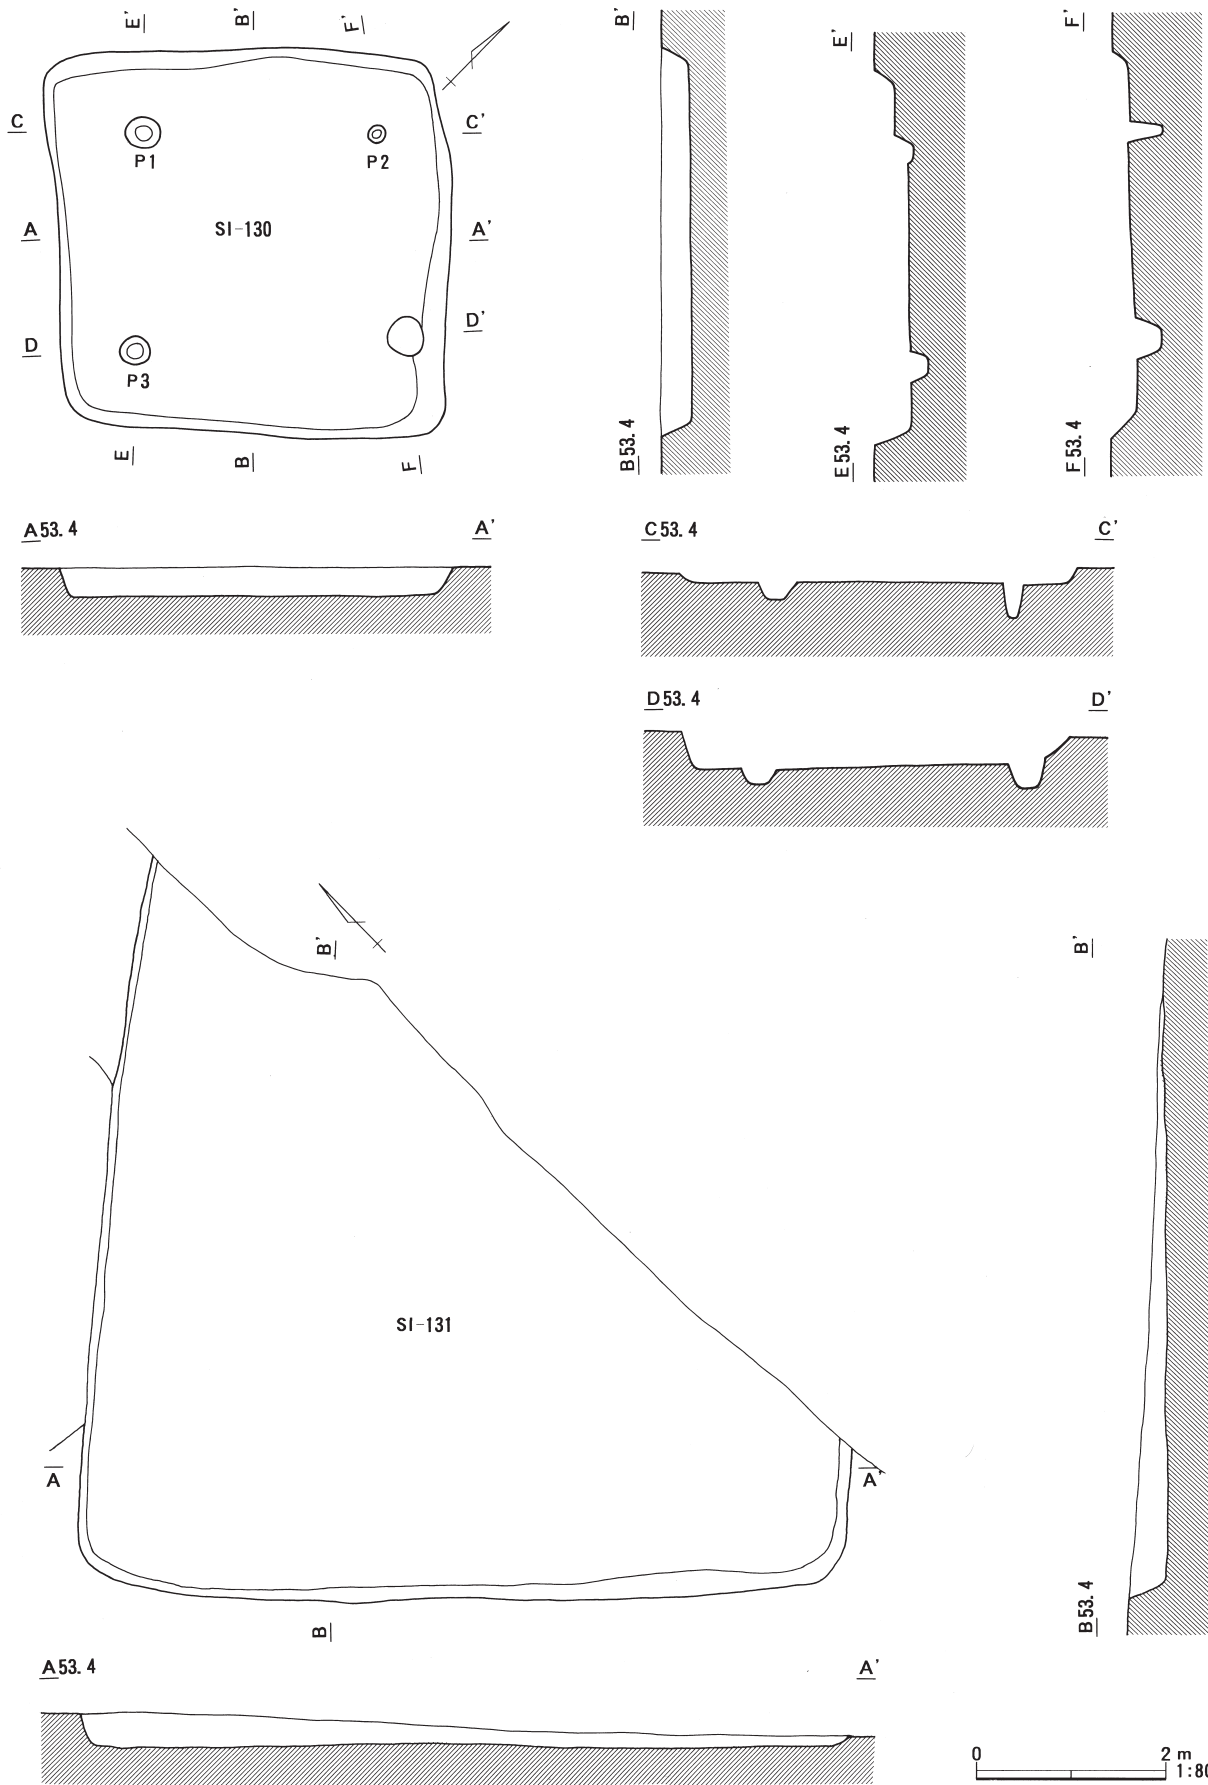 E' B' F'
C C'
P1 P2
A SI-130 A'
D D'
P3
E B F
B' B53.4
E' E53.4
F' F53.4
A53.4 A'
C53.4 C'
D53.4 D'
B'
SI-131
A A'
B
B' B53.4
A53.4 A'
0 2 m
1:80